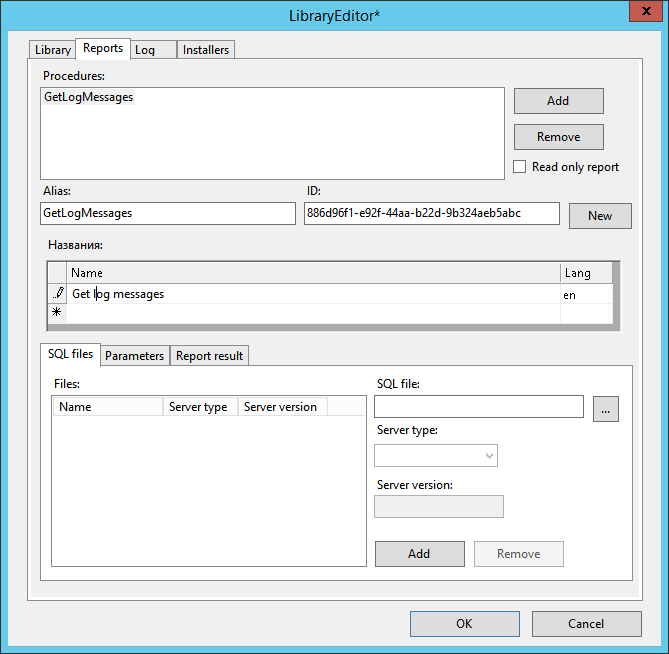 LibraryEditor*
x
Library Reports Log Installers
Procedures:
GetLogMessages
Add
Remove
Read only report
Alias: ID:
GetLogMessages 886d96f1-e92f-44aa-b22d-9b324aeb5abc New
Названия:
Name Lang
Get log messages en
SQL files Parameters Report result
Files: SQL file:
Name Server type Server version ...
Server type:
Server version:
Add Remove
OK Cancel